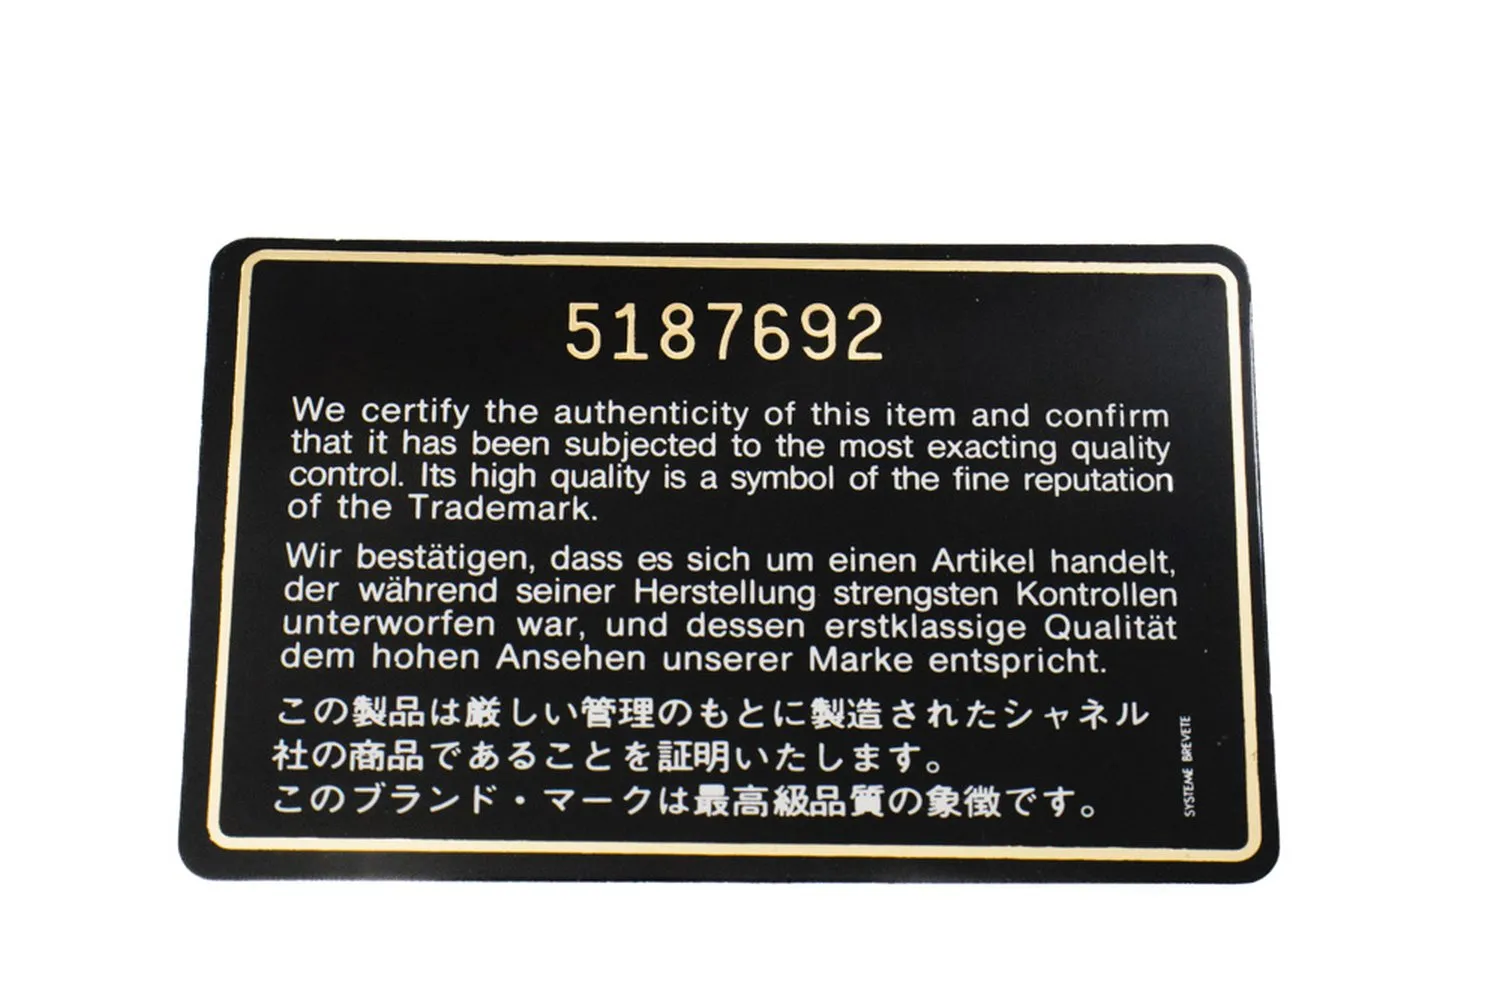 5187692
We certify the authenticity of this item and confirm
that it has been subjected to the most exacting quality
control. Its high quality is a symbol of the fine reputation
of the Trademark.
Wir bestätigen, dass es sich um einen Artikel handelt,
der während seiner Herstellung strengsten Kontrollen
unterworfen war, und dessen erstklassige Qualität
dem hohen Ansehen unserer Marke entspricht.
この製品は厳しい管理のもとに製造されたシャネル
社の商品であることを証明いたします。
このブランド・マークは最高級品質の象徴です。
SYSTEME BREVETE